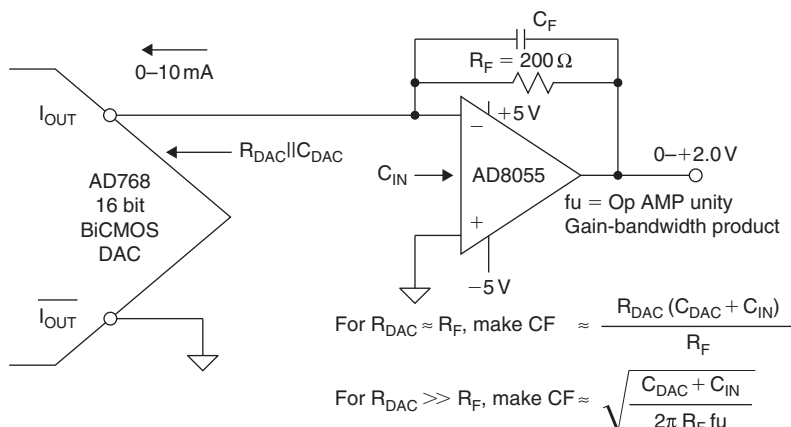 C_F
R_F = 200 Ω
0–10 mA
+5 V
I_OUT
−
R_DAC||C_DAC
0–+2.0 V
C_IN
AD8055
AD768
16 bit
BiCMOS
DAC
+
fu = Op AMP unity
Gain-bandwidth product
−5 V
\overline{I_OUT}
For R_DAC ≈ R_F, make CF ≈ R_DAC (C_DAC + C_IN) / R_F
For R_DAC >> R_F, make CF ≈ √((C_DAC + C_IN) / (2π R_F fu))